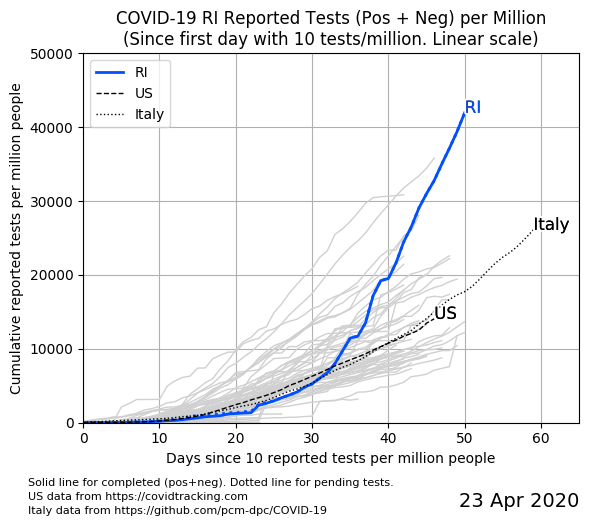 COVID-19 RI Reported Tests (Pos + Neg) per Million
(Since first day with 10 tests/million. Linear scale)
Cumulative reported tests per million people
50000
40000
30000
20000
10000
0
RI
US
Italy
RI
Italy
US
0 10 20 30 40 50 60
Days since 10 reported tests per million people
Solid line for completed (pos+neg). Dotted line for pending tests.
US data from https://covidtracking.com
Italy data from https://github.com/pcm-dpc/COVID-19
23 Apr 2020